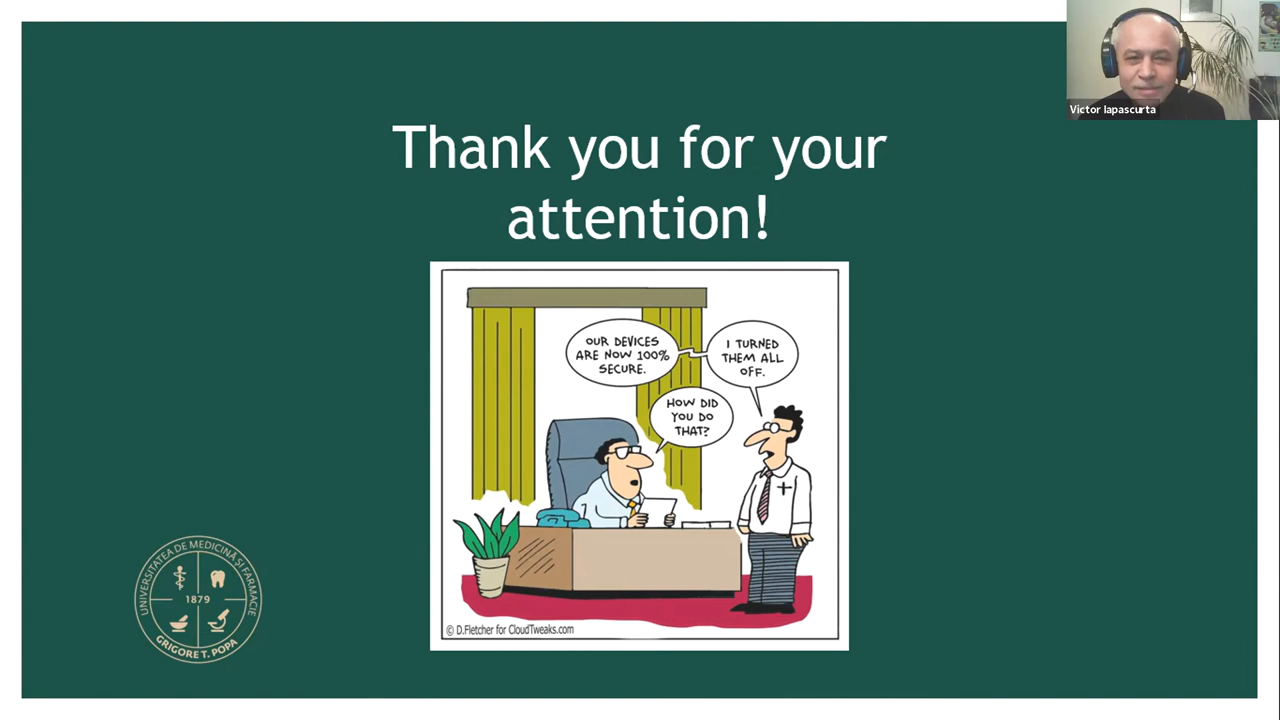 Victor Iapascurta
Thank you for your
attention!
OUR DEVICES
ARE NOW 100%
SECURE.
HOW DID
YOU DO
THAT?
I TURNED
THEM ALL
OFF.
UNIVERSITATEA DE MEDICINĂ ȘI FARMACIE
1879
GRIGORE T. POPA
© D.Fletcher for CloudTweaks.com